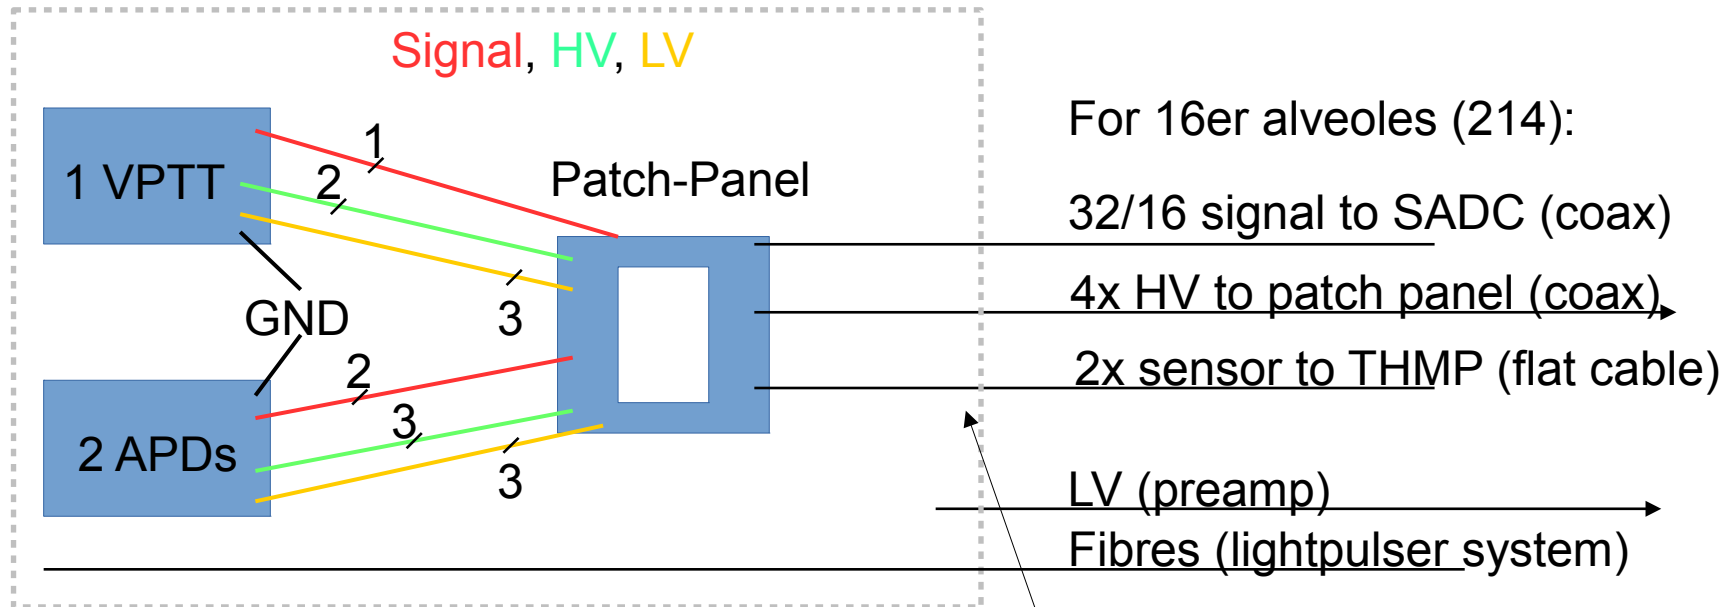 Signal, HV, LV
1 VPTT
1
2
3
Patch-Panel
GND
2 APDs
2
3
3
For 16er alveoles (214):
32/16 signal to SADC (coax)
4x HV to patch panel (coax)
2x sensor to THMP (flat cable)
LV (preamp)
Fibres (lightpulser system)